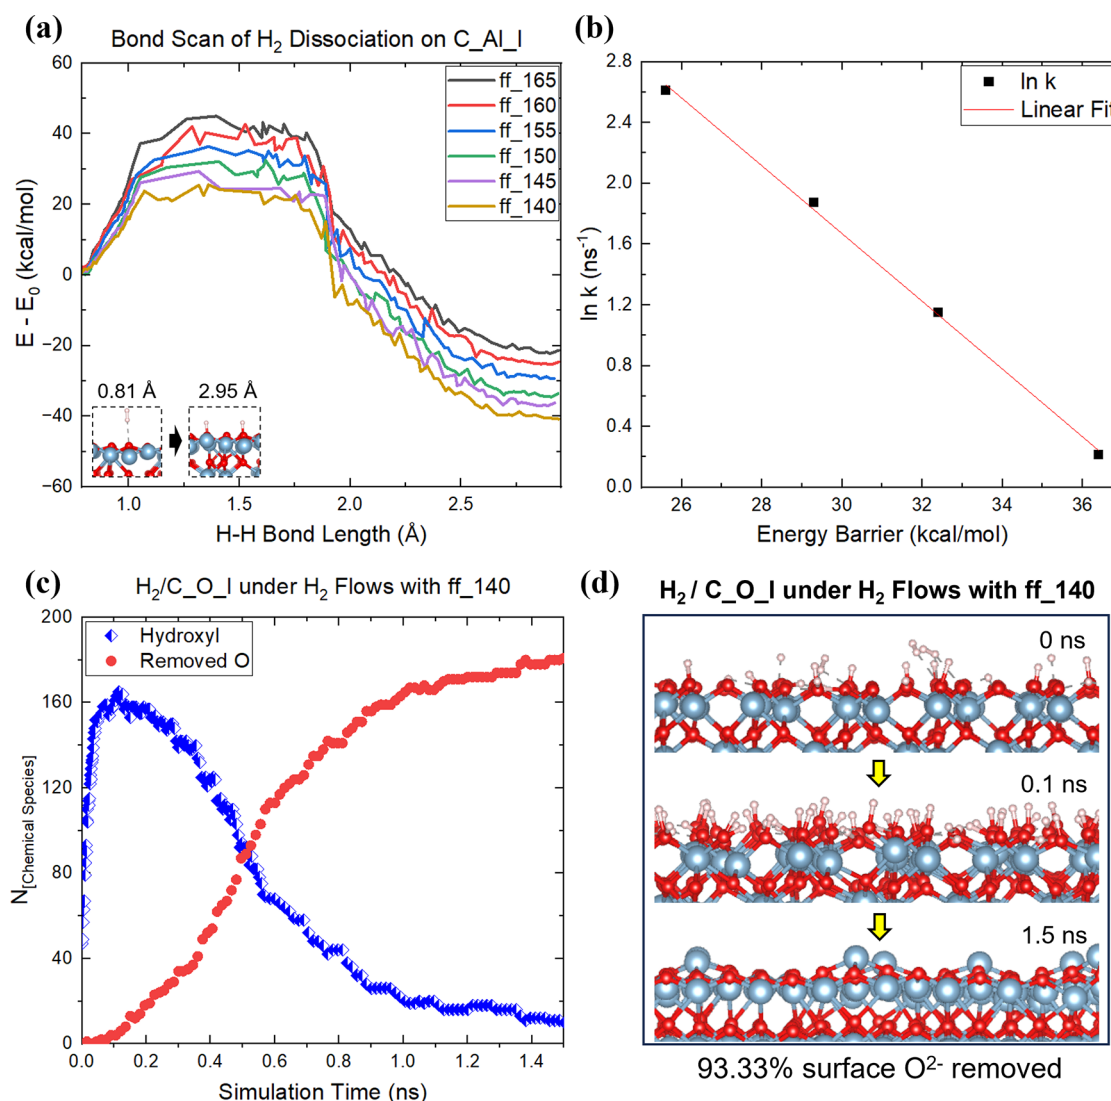 (a)
Bond Scan of H₂ Dissociation on C_Al_I
60
40
20
0
−20
−40
−60
E - E₀ (kcal/mol)
ff_165
ff_160
ff_155
ff_150
ff_145
ff_140
0.81 Å
2.95 Å
1.0
1.5
2.0
2.5
H-H Bond Length (Å)
(b)
2.8
2.4
2.0
1.6
1.2
0.8
0.4
0.0
ln k (ns⁻¹)
ln k
Linear Fit
26
28
30
32
34
36
Energy Barrier (kcal/mol)
(c)
H₂/C_O_I under H₂ Flows with ff_140
200
160
120
80
40
0
N[Chemical Species]
Hydroxyl
Removed O
0.0
0.2
0.4
0.6
0.8
1.0
1.2
1.4
Simulation Time (ns)
(d)
H₂ / C_O_I under H₂ Flows with ff_140
0 ns
0.1 ns
1.5 ns
93.33% surface O²⁻ removed